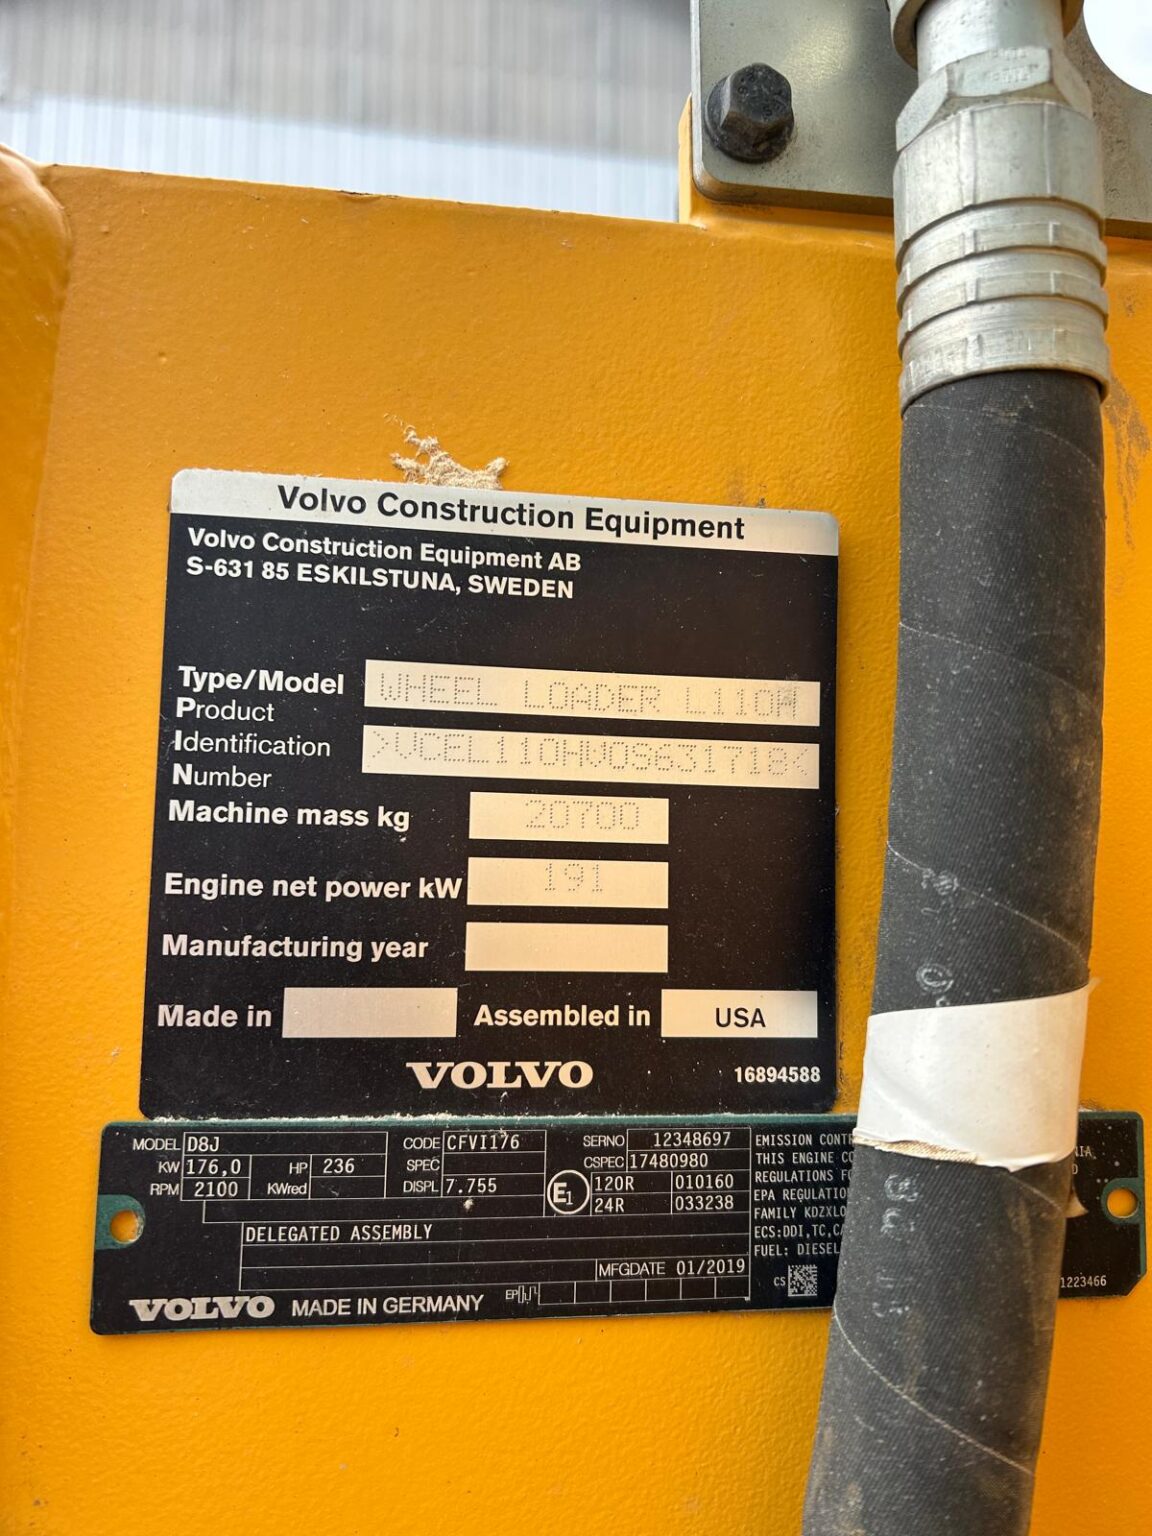 Volvo Construction Equipment
Volvo Construction Equipment AB
S-631 85 ESKILSTUNA, SWEDEN
Type/Model WHEEL LOADER L110H
Product
Identification >VCEL110HV0S631718<
Number
Machine mass kg 20700
Engine net power kW 191
Manufacturing year
Made in Assembled in USA
VOLVO 16894588
MODEL D8J CODE CFVI176 SERNO 12348697
KW 176,0 HP 236 SPEC CSPEC 17480980
RPM 2100 KWred DISPL 7.755 E1 120R 010160
24R 033238
DELEGATED ASSEMBLY
MFGDATE 01/2019
VOLVO MADE IN GERMANY EP
EMISSION
THIS ENGINE
REGULATIONS
EPA
FAMILY
ECS:DDI,TC,
FUEL: DIESEL
CS
1223466